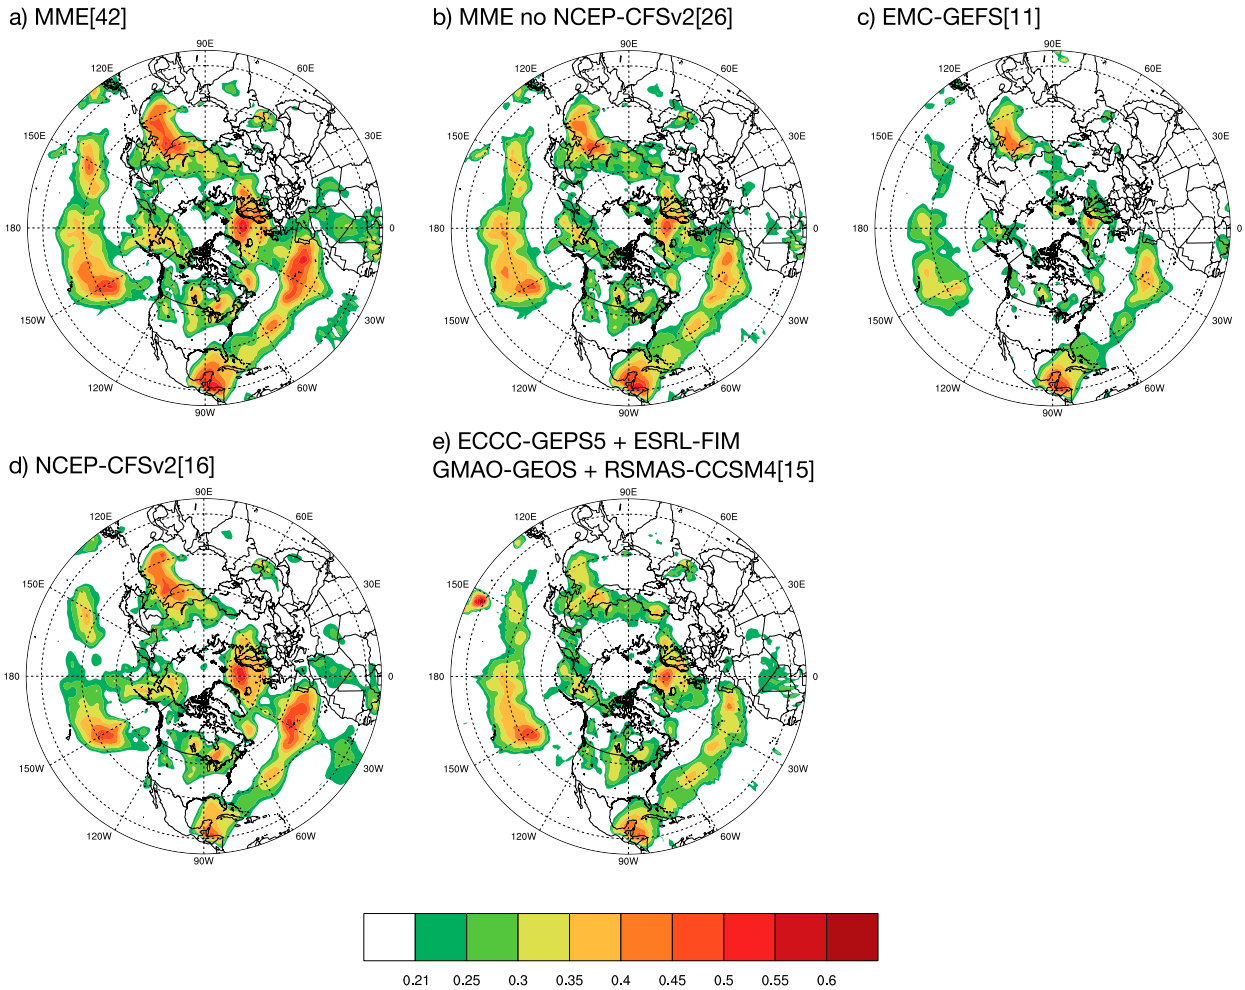 a) MME[42]
b) MME no NCEP-CFSv2[26]
c) EMC-GEFS[11]
90E
120E
60E
150E
30E
180
0
150W
30W
120W
60W
90W
90E
120E
60E
150E
30E
180
0
150W
30W
120W
60W
90W
90E
120E
60E
150E
30E
180
0
150W
30W
120W
60W
90W
d) NCEP-CFSv2[16]
e) ECCC-GEPS5 + ESRL-FIM
GMAO-GEOS + RSMAS-CCSM4[15]
90E
120E
60E
150E
30E
180
0
150W
30W
120W
60W
90W
90E
120E
60E
150E
30E
180
0
150W
30W
120W
60W
90W
0.21 0.25 0.3 0.35 0.4 0.45 0.5 0.55 0.6